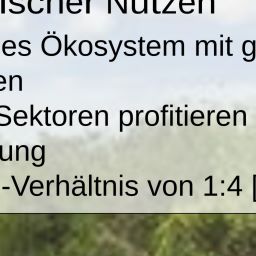 ischer Nutzen
es Ökosystem mit g
en
Sektoren profitieren
ung
-Verhältnis von 1:4 [